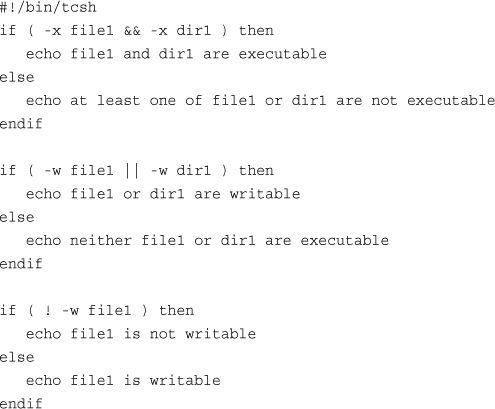 #!/bin/tcsh
if ( -x file1 && -x dir1 ) then
   echo file1 and dir1 are executable
else
   echo at least one of file1 or dir1 are not executable
endif

if ( -w file1 || -w dir1 ) then
   echo file1 or dir1 are writable
else
   echo neither file1 or dir1 are executable
endif

if ( ! -w file1 ) then
   echo file1 is not writable
else
   echo file1 is writable
endif